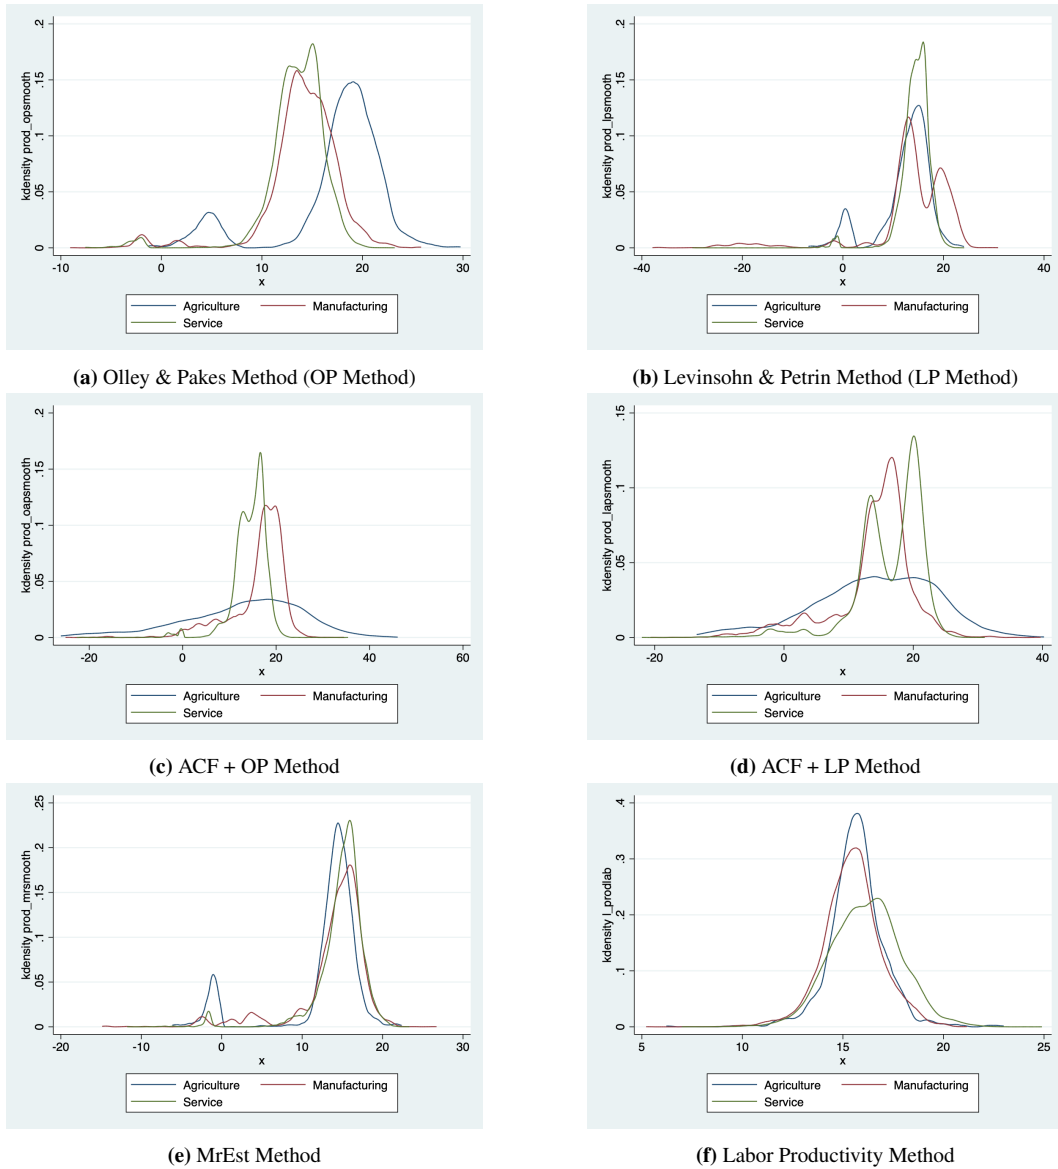 kdensity prod_opsmooth
.2
.15
.1
.05
0
-10 0 10 20 30
x
Agriculture Manufacturing
Service
(a) Olley & Pakes Method (OP Method)
kdensity prod_lpsmooth
.2
.15
.1
.05
0
-40 -20 0 20 40
x
Agriculture Manufacturing
Service
(b) Levinsohn & Petrin Method (LP Method)
kdensity prod_oapsmooth
.2
.15
.1
.05
0
-20 0 20 40 60
x
Agriculture Manufacturing
Service
(c) ACF + OP Method
kdensity prod_lapsmooth
.15
.1
.05
0
-20 0 20 40
x
Agriculture Manufacturing
Service
(d) ACF + LP Method
kdensity prod_mrsmooth
.25
.2
.15
.1
.05
0
-20 -10 0 10 20 30
x
Agriculture Manufacturing
Service
(e) MrEst Method
kdensity l_prodlab
.4
.3
.2
.1
0
5 10 15 20 25
x
Agriculture Manufacturing
Service
(f) Labor Productivity Method